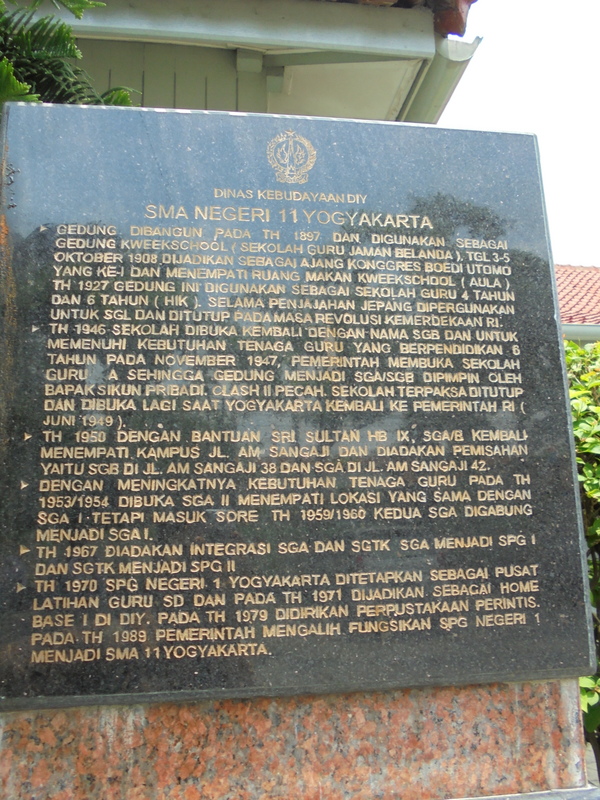 DINAS KEBUDAYAAN DIY
SMA NEGERI 11 YOGYAKARTA
GEDUNG DIBANGUN PADA TH 1897 DAN DIGUNAKAN SEBAGAI
GEDUNG KWEEKSCHOOL ( SEKOLAH GURU JAMAN BELANDA ), TGL 3-5
OKTOBER 1908 DIJADIKAN SEBAGAI AJANG KONGGRES BOEDI UTOMO
YANG KE-I DAN MENEMPATI RUANG MAKAN KWEEKSCHOOL ( AULA )
TH 1927 GEDUNG INI DIGUNAKAN SEBAGAI SEKOLAH GURU 4 TAHUN
DAN 6 TAHUN ( HIK ). SELAMA PENJAJAHAN JEPANG DIPERGUNAKAN
UNTUK SGL DAN DITUTUP PADA MASA REVOLUSI KEMERDEKAAN RI.
TH 1946 SEKOLAH DIBUKA KEMBALI DENGAN NAMA SGB DAN UNTUK
MEMENUHI KEBUTUHAN TENAGA GURU YANG BERPENDIDIKAN 6
TAHUN PADA NOVEMBER 1947, PEMERINTAH MEMBUKA SEKOLAH
GURU A SEHINGGA GEDUNG MENJADI SGA/SGB DIPIMPIN OLEH
BAPAK SIKUN PRIBADI. CLASH II PECAH. SEKOLAH TERPAKSA DITUTUP
DAN DIBUKA LAGI SAAT YOGYAKARTA KEMBALI KE PEMERINTAH RI (
JUNI 1949 ).
TH 1950 DENGAN BANTUAN SRI SULTAN HB IX, SGA/B KEMBALI
MENEMPATI KAMPUS JL. AM SANGAJI DAN DIADAKAN PEMISAHAN
YAITU SGB DI JL. AM SANGAJI 38 DAN SGA DI JL. AM SANGAJI 42.
DENGAN MENINGKATNYA KEBUTUHAN TENAGA GURU PADA TH
1953/1954 DIBUKA SGA II MENEMPATI LOKASI YANG SAMA DENGAN
SGA I TETAPI MASUK SORE TH 1959/1960 KEDUA SGA DIGABUNG
MENJADI SGA I.
TH 1967 DIADAKAN INTEGRASI SGA DAN SGTK SGA MENJADI SPG I
DAN SGTK MENJADI SPG II
TH 1970 SPG NEGERI 1 YOGYAKARTA DITETAPKAN SEBAGAI PUSAT
LATIHAN GURU SD DAN PADA TH 1971 DIJADIKAN SEBAGAI HOME
BASE I DI DIY. PADA TH 1979 DIDIRIKAN PERPUSTAKAAN PERINTIS.
PADA TH 1989 PEMERINTAH MENGALIH FUNGSIKAN SPG NEGERI 1
MENJADI SMA 11 YOGYAKARTA.